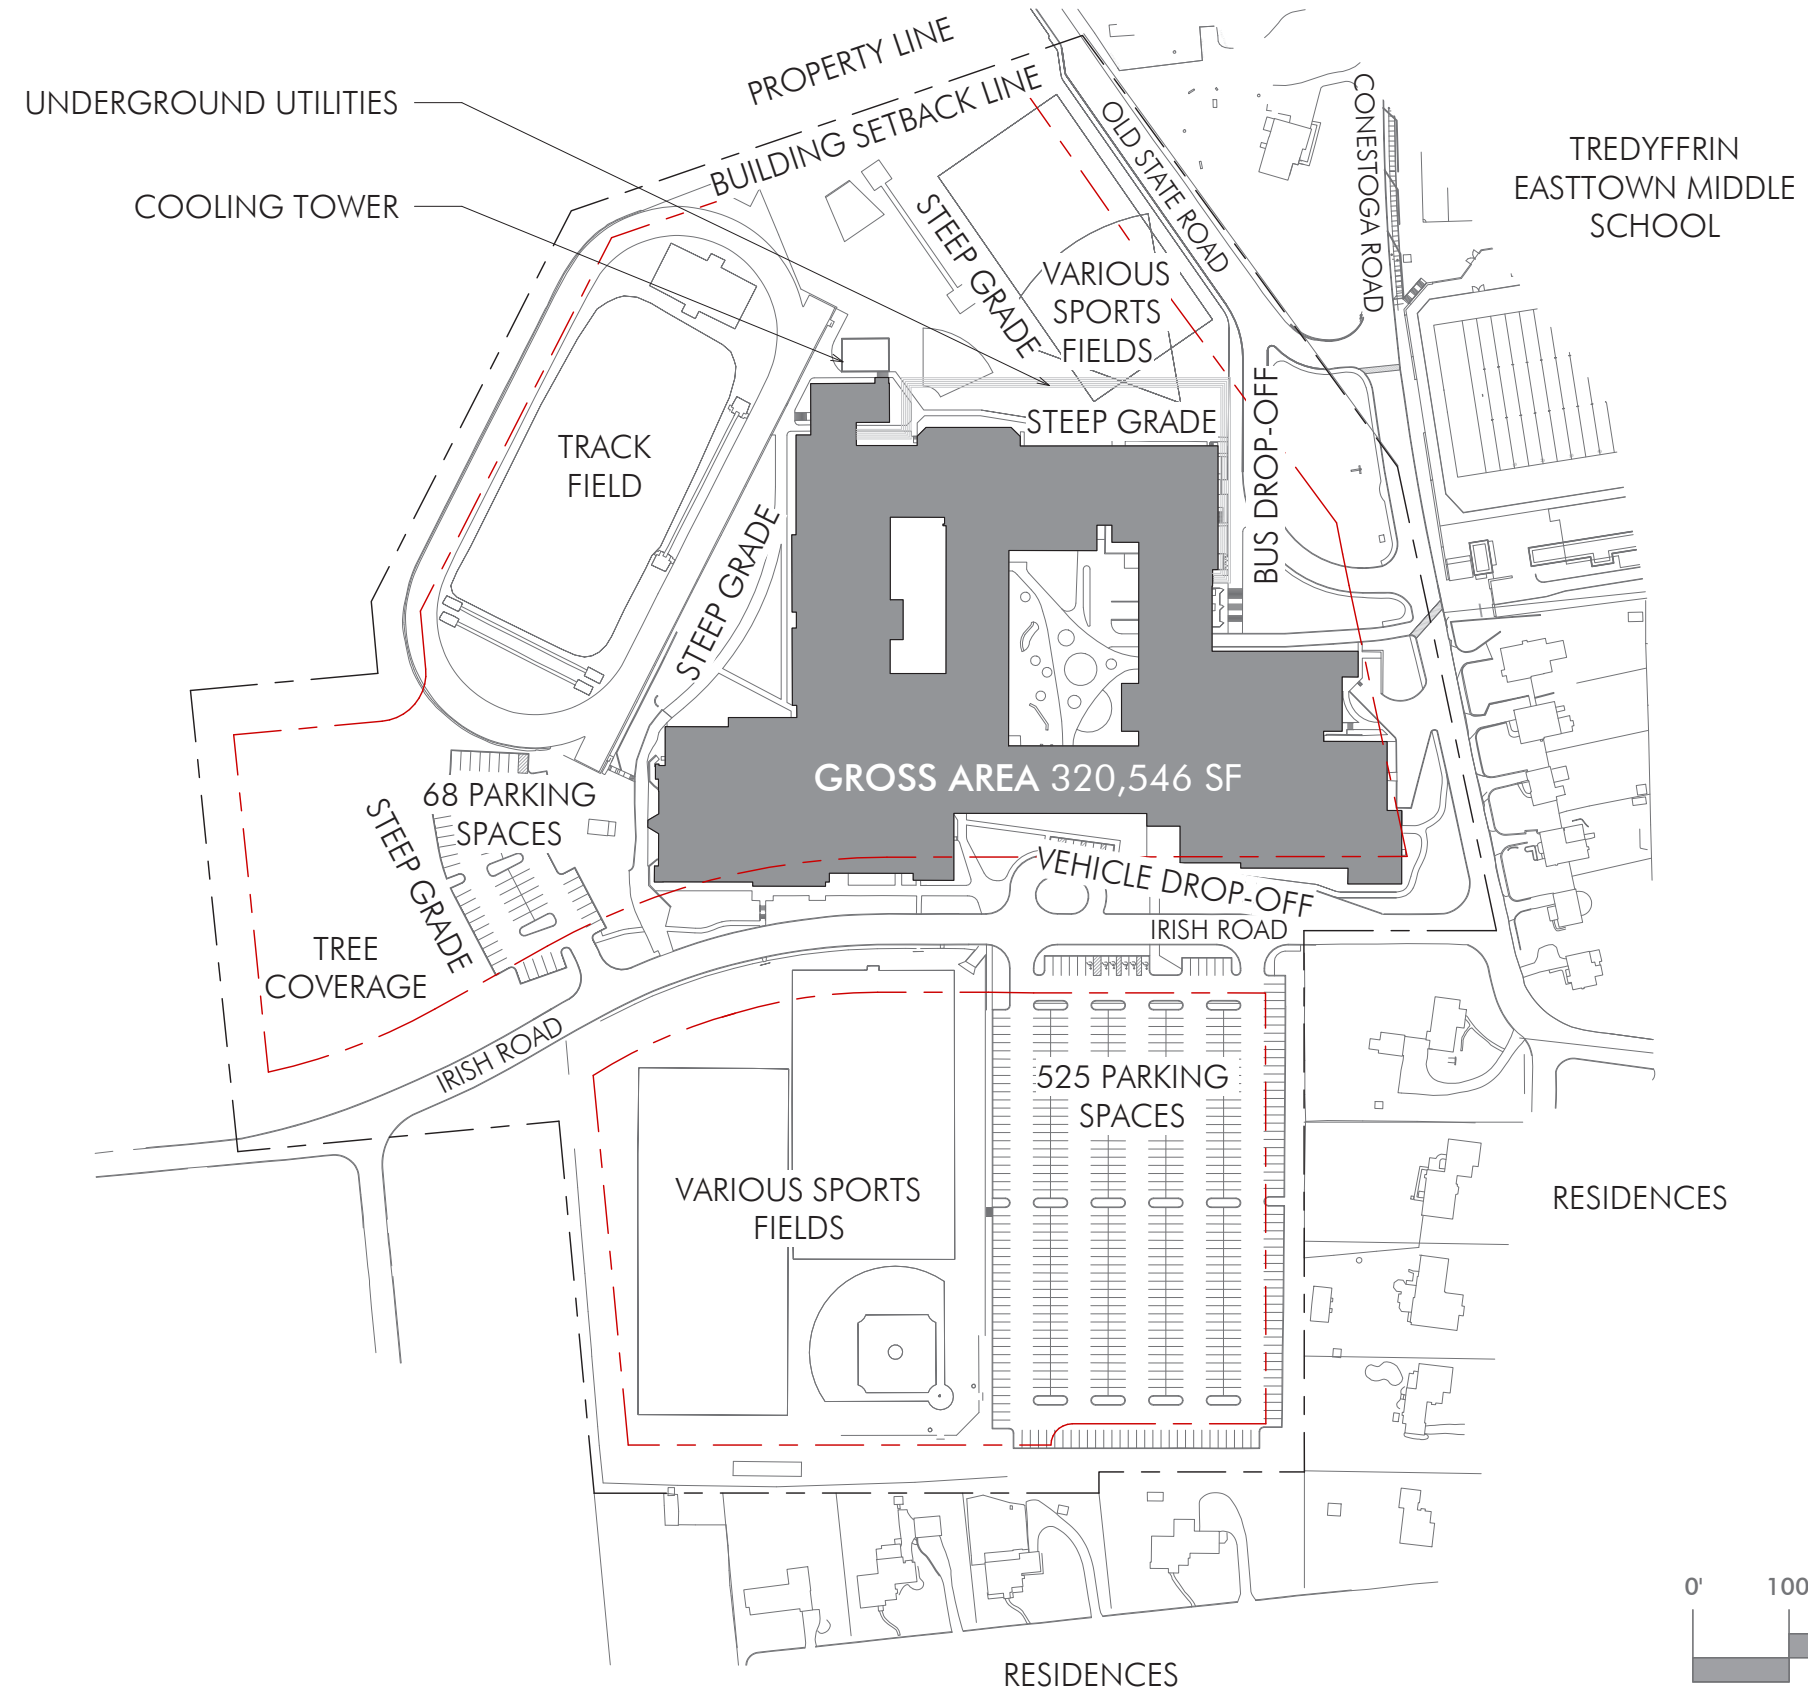 PROPERTY LINE
UNDERGROUND UTILITIES
BUILDING SETBACK LINE
OLD STATE ROAD
CONESTOGA ROAD
TREDYFFRIN
EASTTOWN MIDDLE
SCHOOL
COOLING TOWER
STEEP GRADE
VARIOUS
SPORTS
FIELDS
STEEP GRADE
BUS DROP-OFF
TRACK
FIELD
STEEP GRADE
GROSS AREA 320,546 SF
68 PARKING
SPACES
STEEP GRADE
VEHICLE DROP-OFF
IRISH ROAD
TREE
COVERAGE
IRISH ROAD
525 PARKING
SPACES
VARIOUS SPORTS
FIELDS
RESIDENCES
0' 100
RESIDENCES